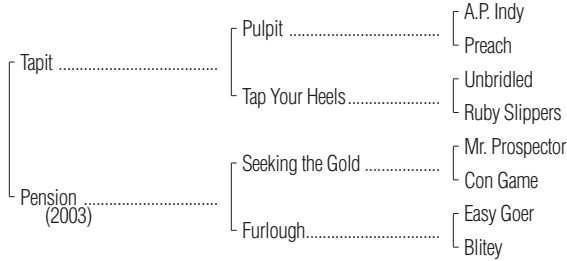 A.P. Indy
Pulpit ........................................
Preach
Tapit ...........................................
Unbridled
Tap Your Heels........................
Ruby Slippers
Mr. Prospector
Seeking the Gold ...................
Con Game
Pension ....................................
(2003)
Easy Goer
Furlough...................................
Blitey